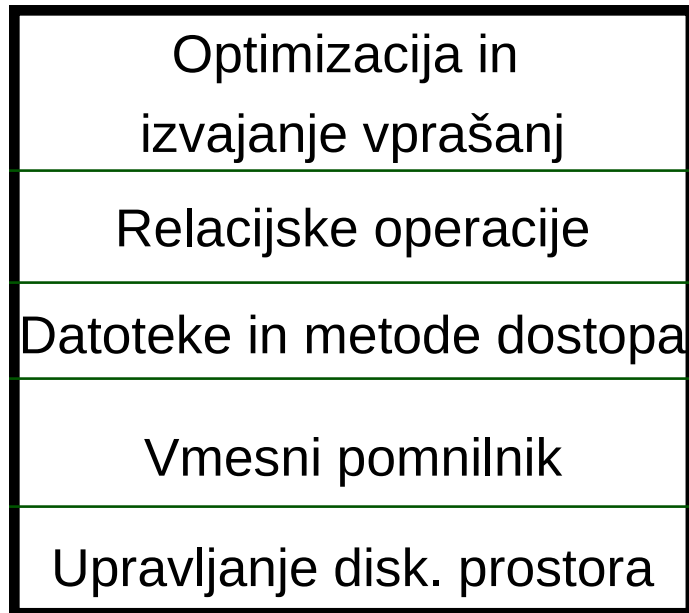 Optimizacija in
izvajanje vprašanj
Relacijske operacije
Datoteke in metode dostopa
Vmesni pomnilnik
Upravljanje disk. prostora